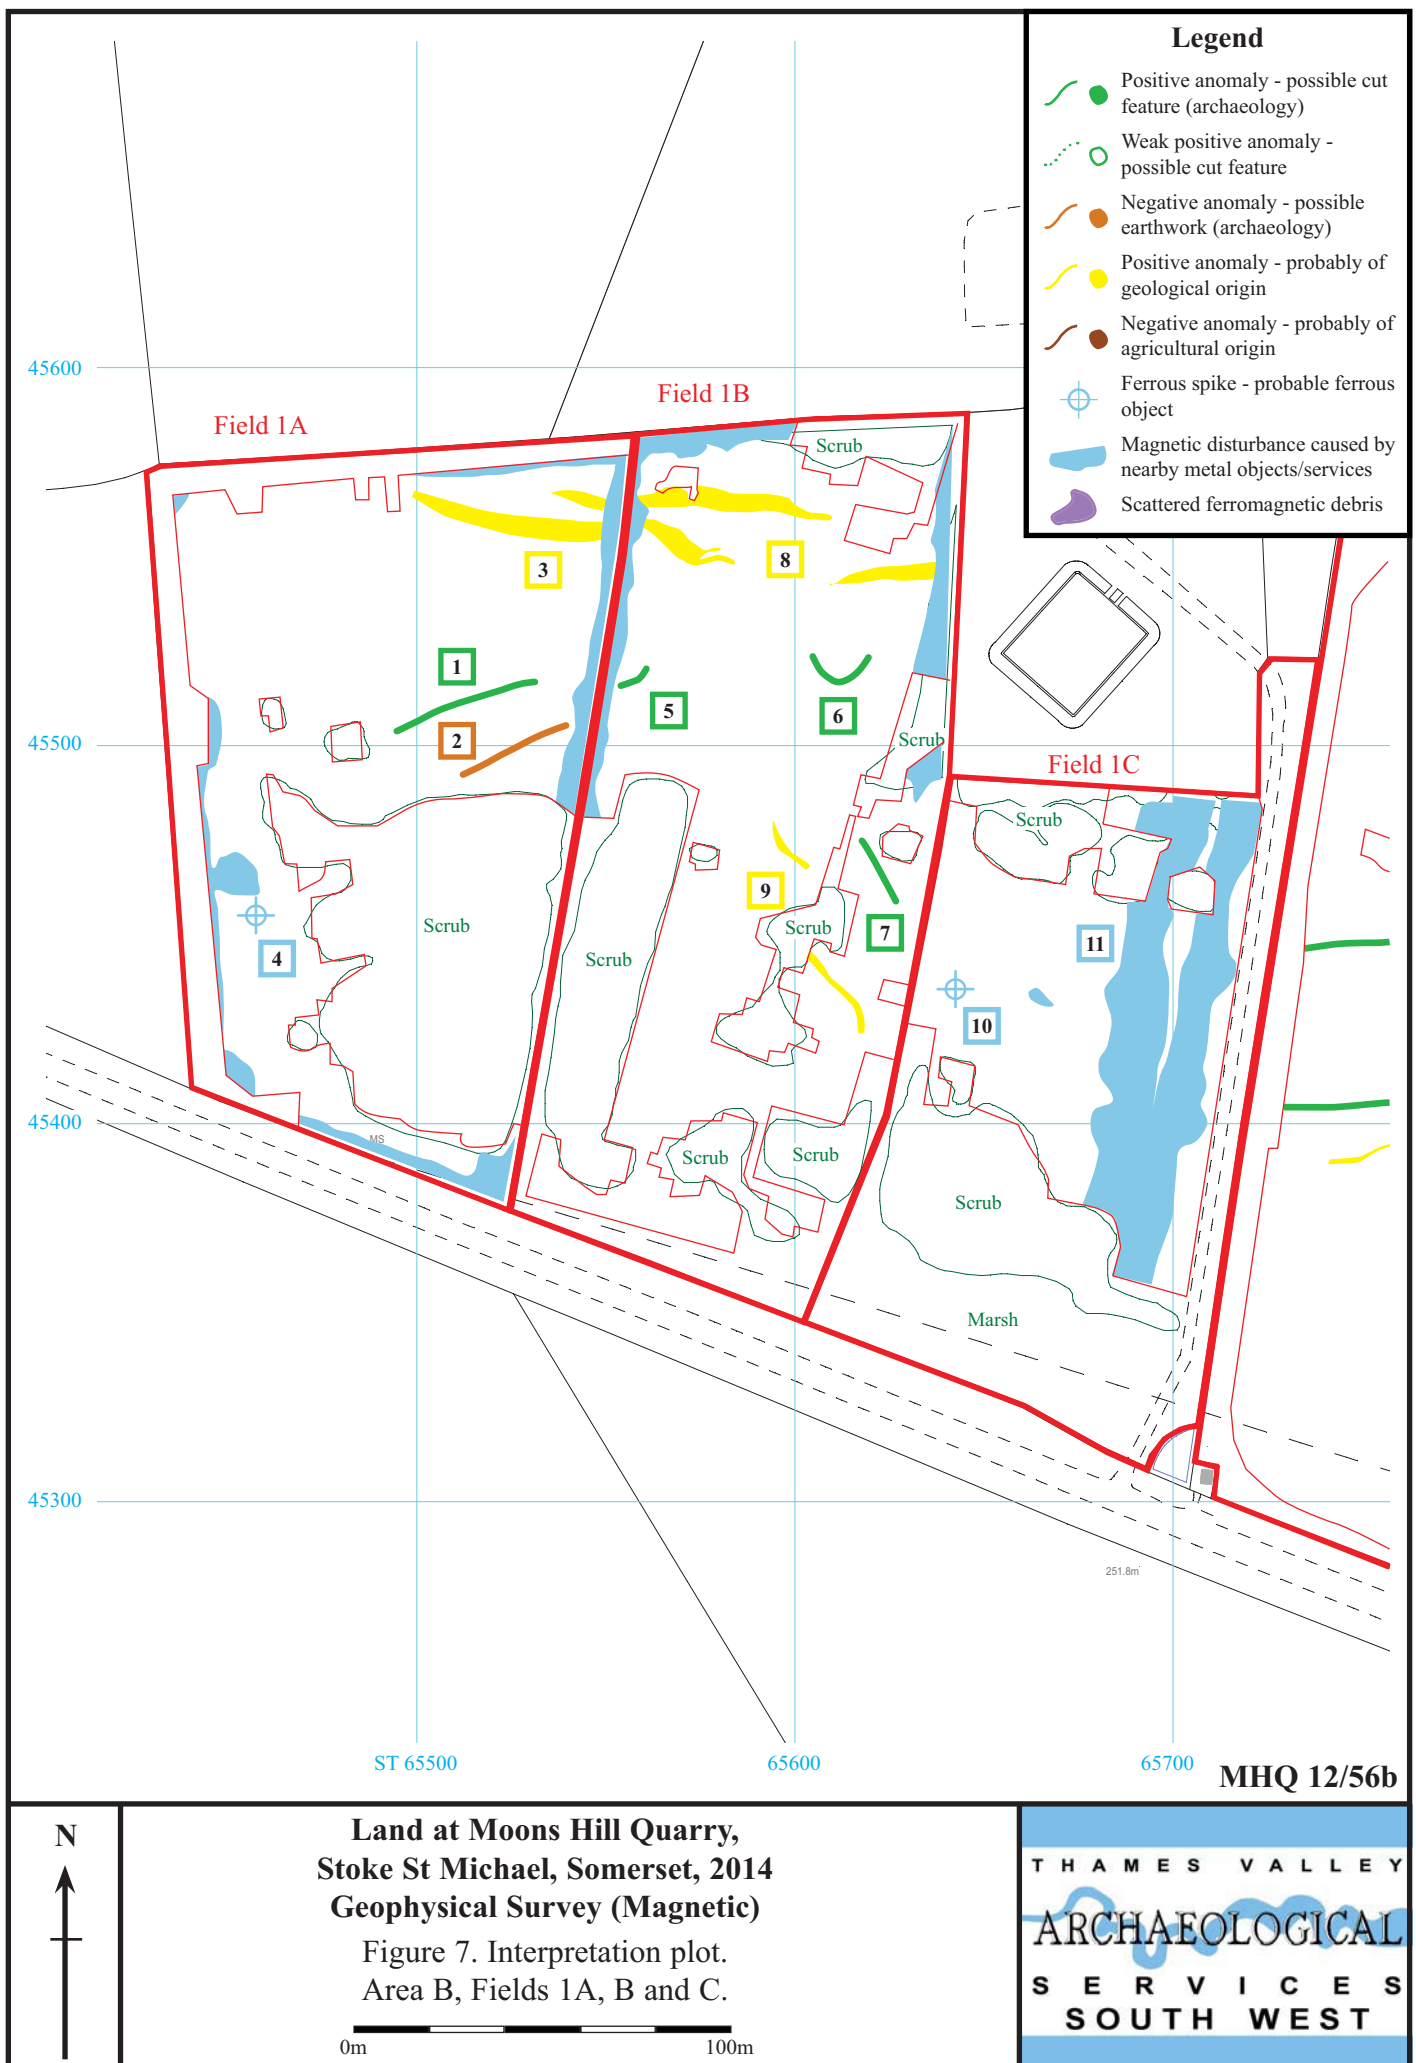 Legend
Positive anomaly - possible cut
feature (archaeology)
Weak positive anomaly -
possible cut feature
Negative anomaly - possible
earthwork (archaeology)
Positive anomaly - probably of
geological origin
Negative anomaly - probably of
agricultural origin
Ferrous spike - probable ferrous
object
Magnetic disturbance caused by
nearby metal objects/services
Scattered ferromagnetic debris
45600
Field 1A
Field 1B
Scrub
3
8
1
5
6
2
45500
Scrub
Field 1C
Scrub
9
Scrub
Scrub
7
11
4
Scrub
10
45400
MS
Scrub
Scrub
Scrub
Marsh
45300
251.8m
ST 65500
65600
65700
MHQ 12/56b
N
Land at Moons Hill Quarry,
Stoke St Michael, Somerset, 2014
Geophysical Survey (Magnetic)
Figure 7. Interpretation plot.
Area B, Fields 1A, B and C.
0m
100m
THAMES VALLEY
ARCHAEOLOGICAL
SERVICES
SOUTH WEST